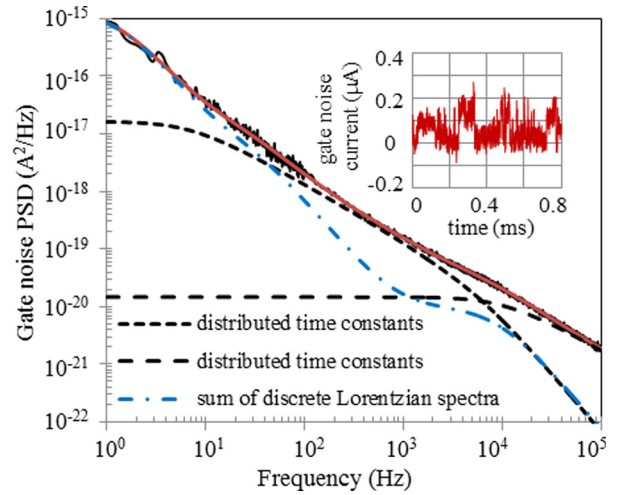 10^-15
10^-16
10^-17
10^-18
10^-19
10^-20
10^-21
10^-22
Gate noise PSD (A^2/Hz)
0.4
0.2
0
-0.2
gate noise
current (μA)
0 0.4 0.8
time (ms)
distributed time constants
distributed time constants
sum of discrete Lorentzian spectra
10^0 10^1 10^2 10^3 10^4 10^5
Frequency (Hz)